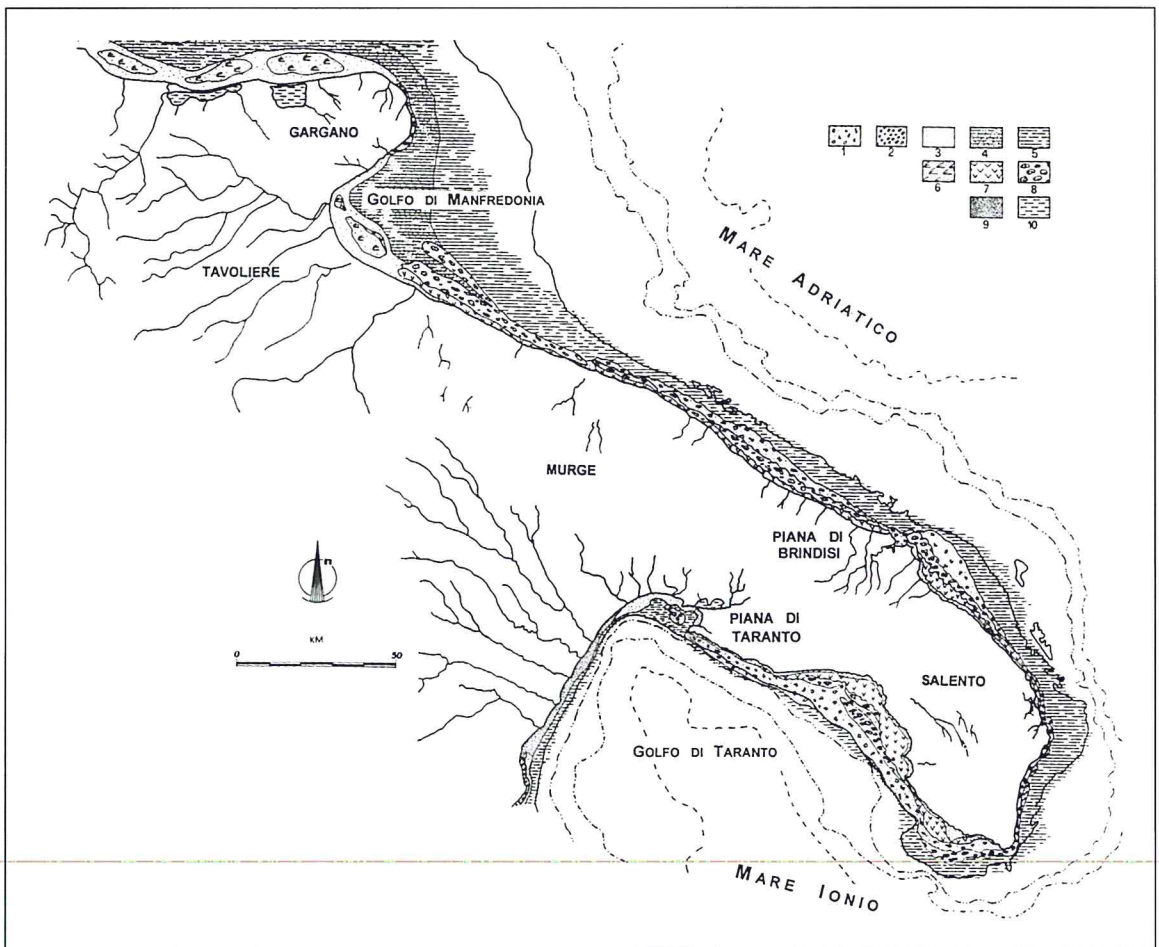 GARGANO
GOLFO DI MANFREDONIA
TAVOLIERE
MARE ADRIATICO
1 2 3 4 5
6 7 8
9 10
MURGE
PIANA DI
BRINDISI
n
KM
0 50
PIANA DI
TARANTO
SALENTO
GOLFO DI TARANTO
MARE IONIO